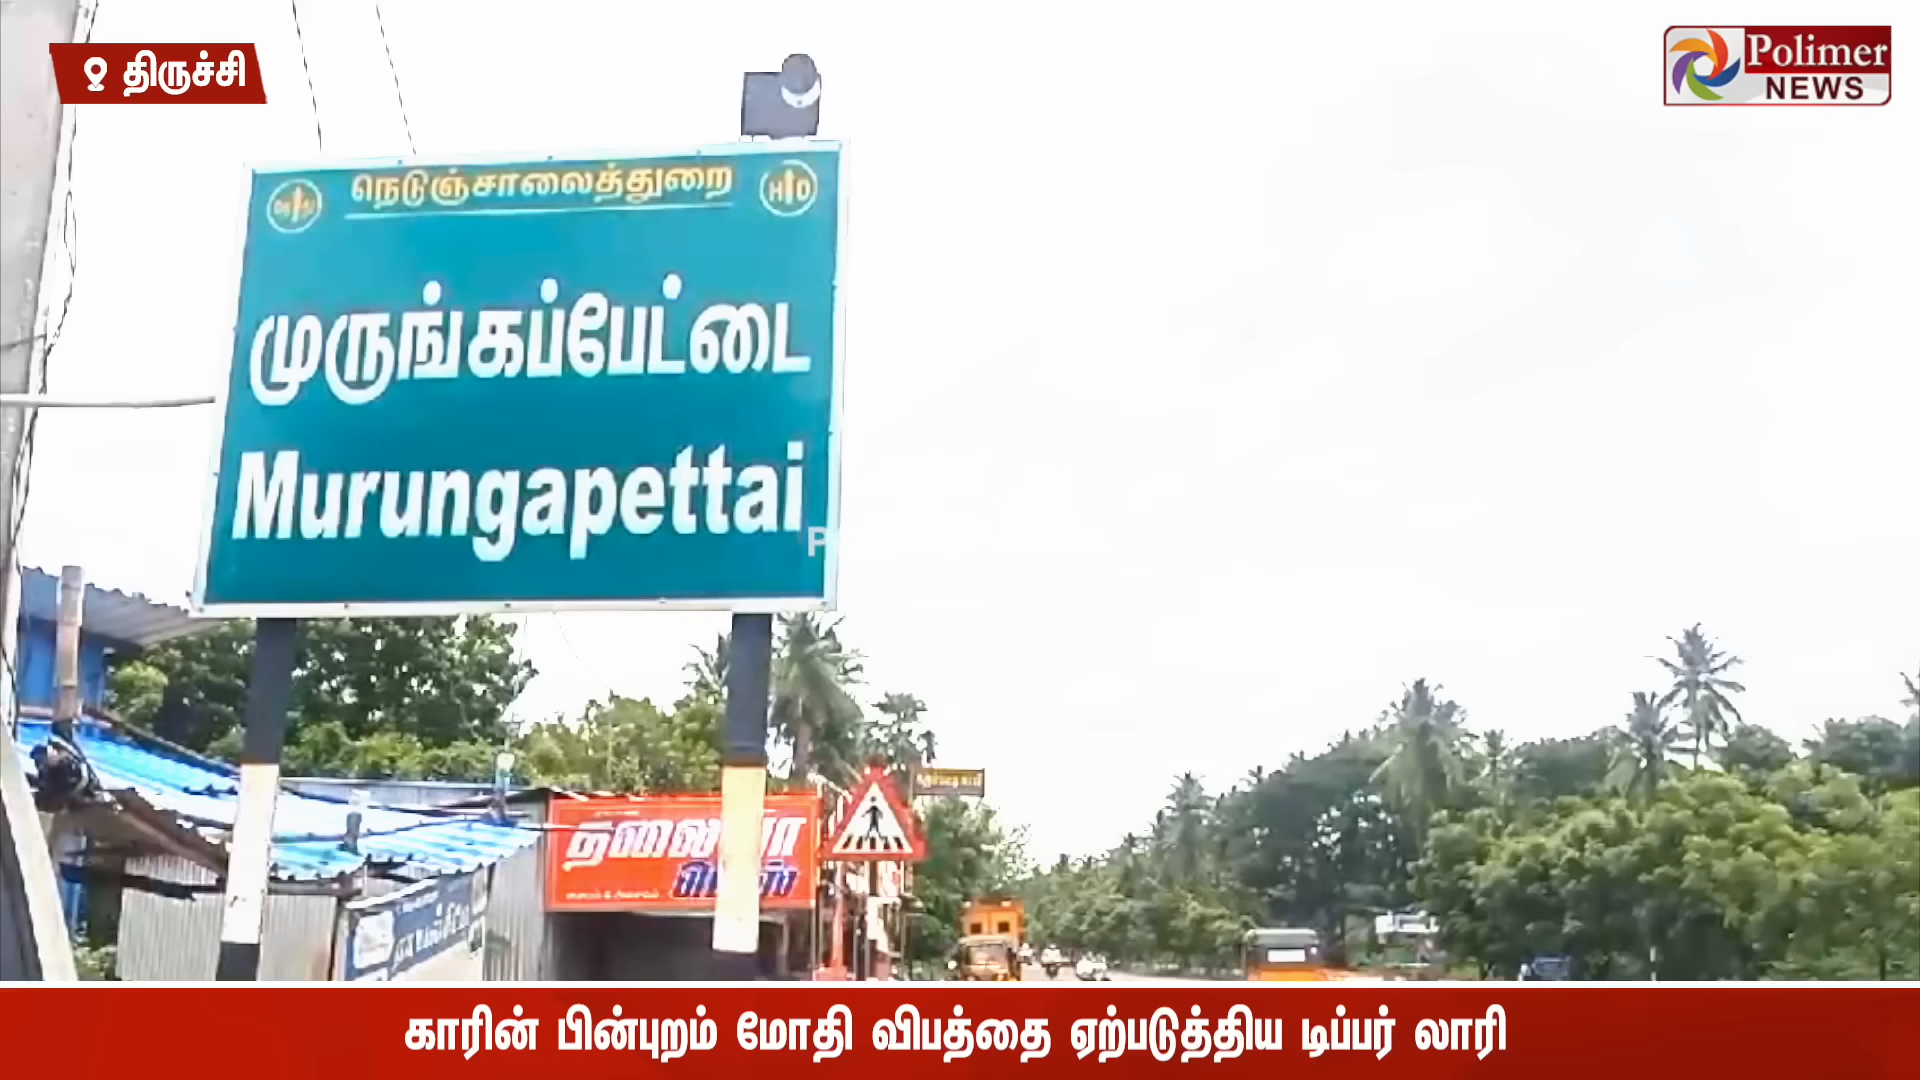 திருச்சி
Polimer
NEWS
நெடுஞ்சாலைத்துறை
H D
முருங்கப்பேட்டை
Murungapettai
காரின் பின்புறம் மோதி விபத்தை ஏற்படுத்திய டிப்பர் லாரி